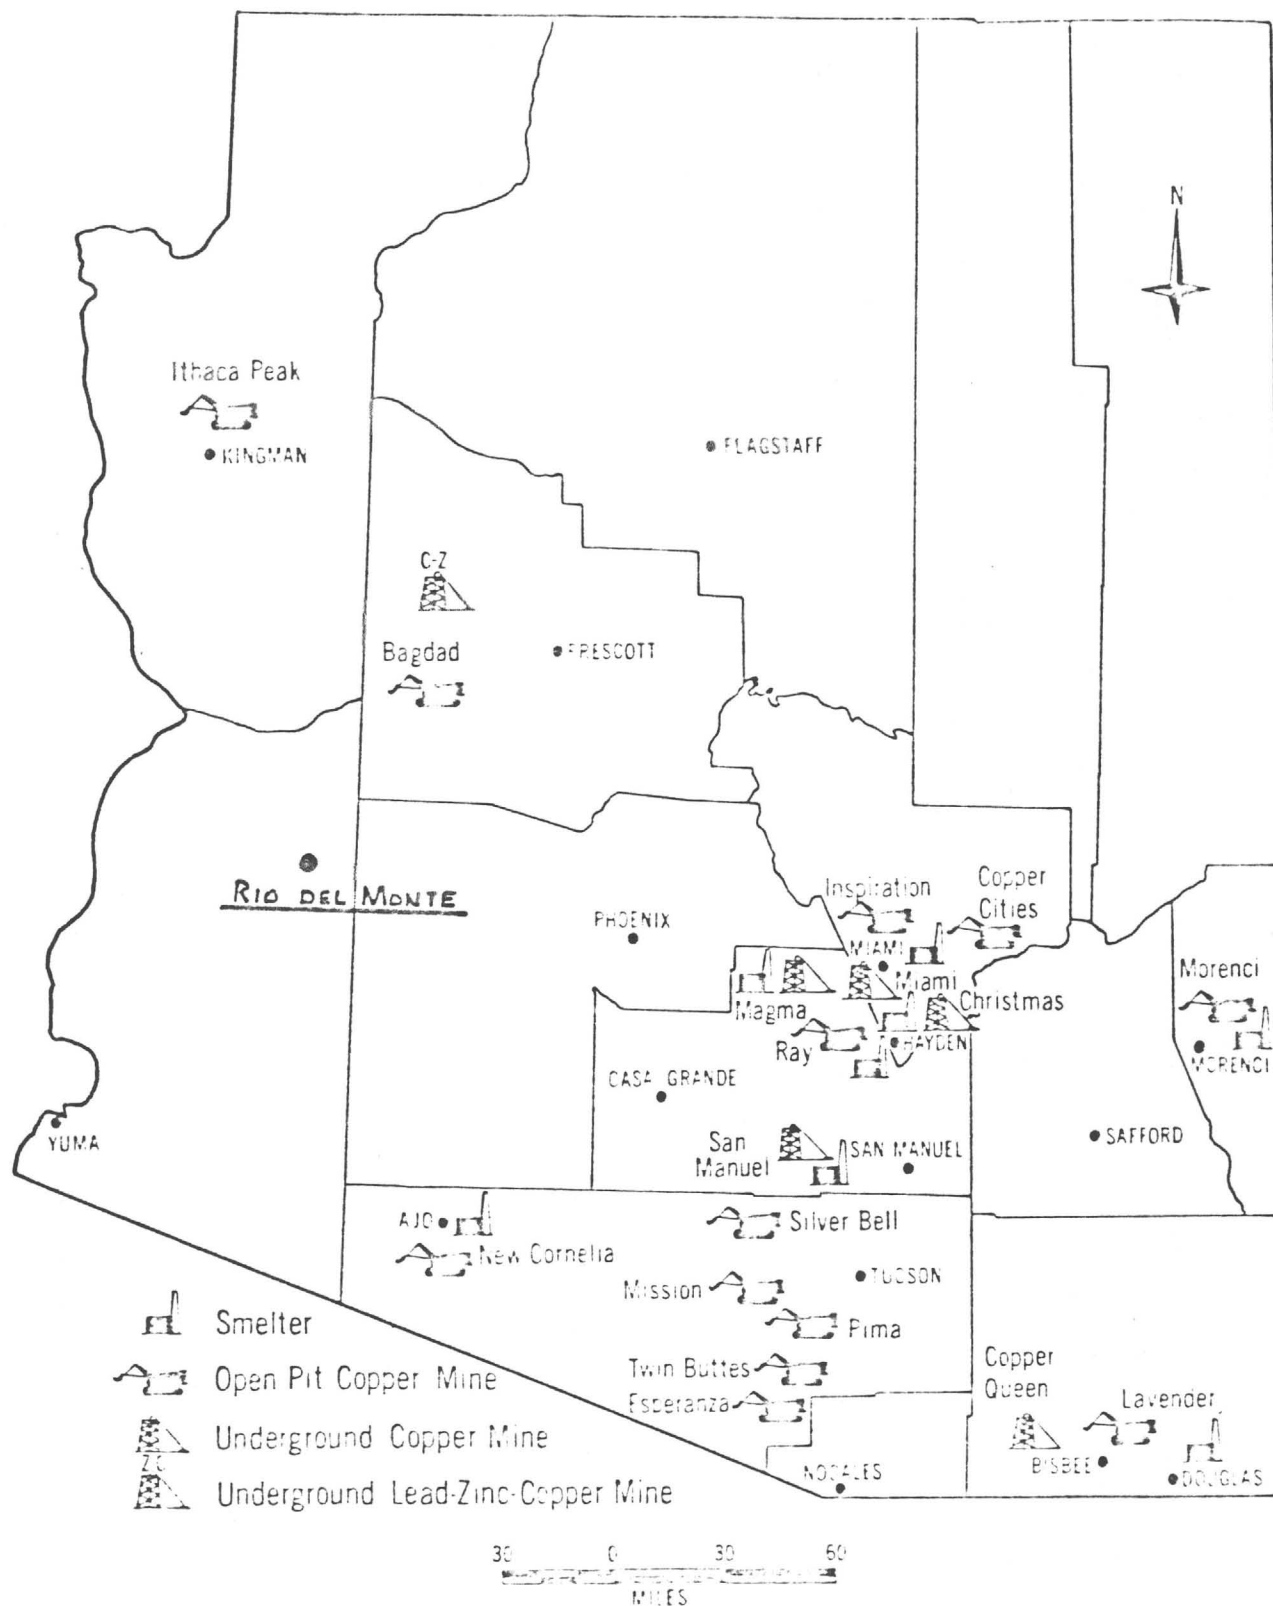 N
Ithaca Peak
KINGMAN
FLAGSTAFF
C-Z
Bagdad
PRESCOTT
RIO DEL MONTE
PHOENIX
Inspiration
Copper
Cities
MIAMI
Miami
Magma
Christmas
Ray
HAYDEN
Morenci
MORENCI
CASA GRANDE
YUMA
San
Manuel
SAN MANUEL
SAFFORD
AJO
New Cornelia
Silver Bell
Mission
TUCSON
Pima
Twin Buttes
Esperanza
Copper
Queen
Lavender
BISBEE
DOUGLAS
NOGALES
Smelter
Open Pit Copper Mine
Underground Copper Mine
Underground Lead-Zinc-Copper Mine
30 0 30 60
MILES